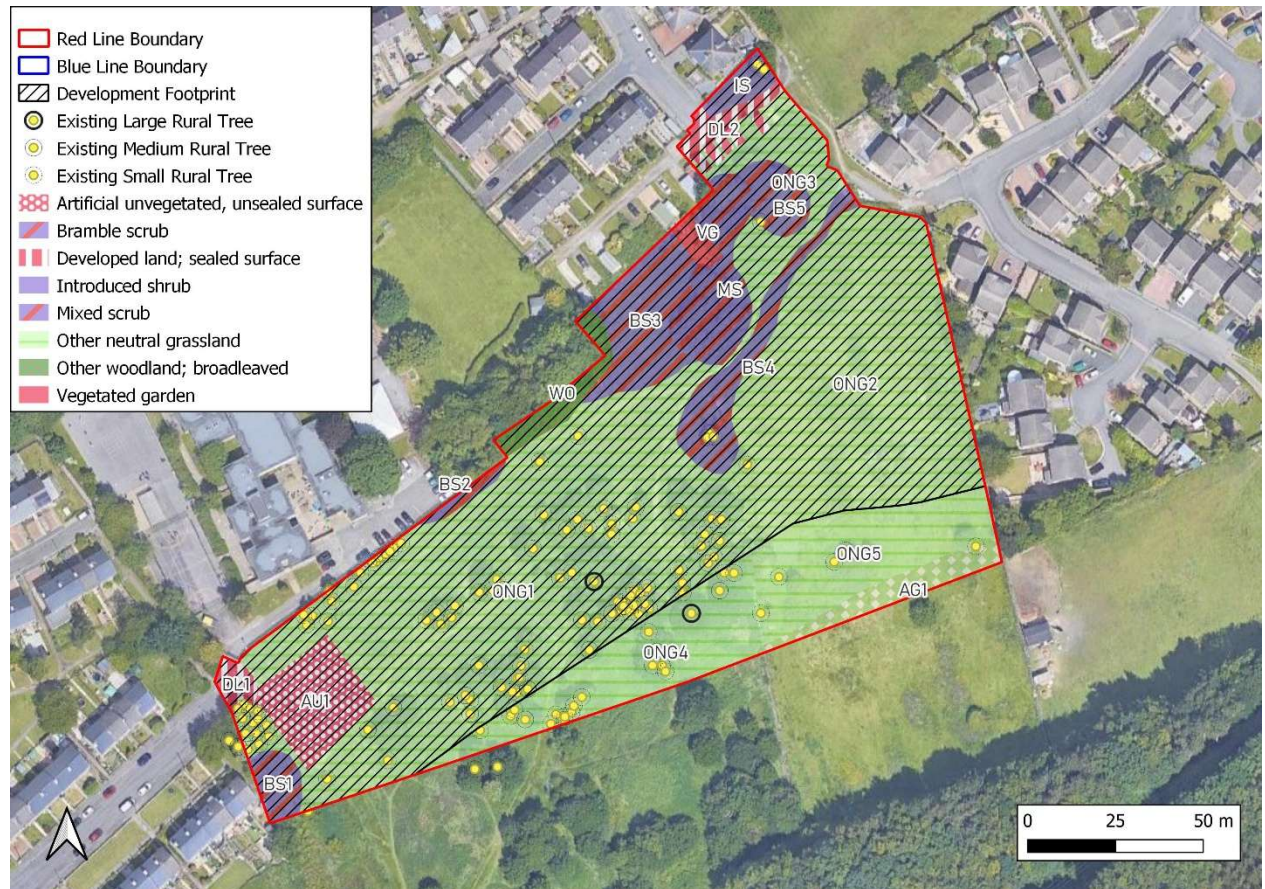 Red Line Boundary
Blue Line Boundary
Development Footprint
Existing Large Rural Tree
Existing Medium Rural Tree
Existing Small Rural Tree
Artificial unvegetated, unsealed surface
Bramble scrub
Developed land; sealed surface
Introduced shrub
Mixed scrub
Other neutral grassland
Other woodland; broadleaved
Vegetated garden
IS
DL2
ONG3
BS5
VG
MS
BS3
BS4
ONG2
WO
BS2
ONG5
ONG1
AG1
ONG4
DL1
AU1
BS1
0 25 50 m